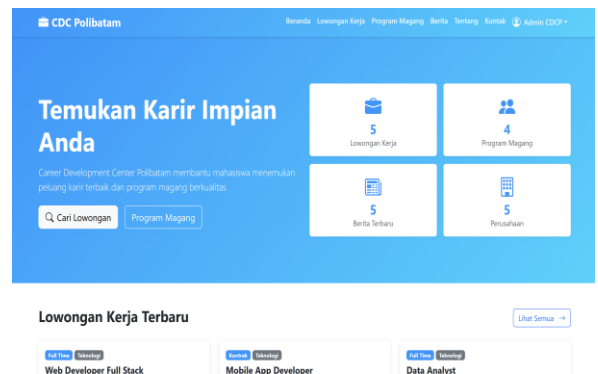 CDC Polibatam
Beranda Lowongan Kerja Program Magang Berita Tentang Kontak Admin CDCP
Temukan Karir Impian
Anda
Career Development Center Polibatam membantu mahasiswa menemukan
peluang karir terbaik dan program magang berkualitas.
Cari Lowongan Program Magang
5
Lowongan Kerja
4
Program Magang
5
Berita Terbaru
5
Perusahaan
Lowongan Kerja Terbaru
Lihat Semua →
Full Time Teknologi
Web Developer Full Stack
Kontrak Teknologi
Mobile App Developer
Full Time Teknologi
Data Analyst